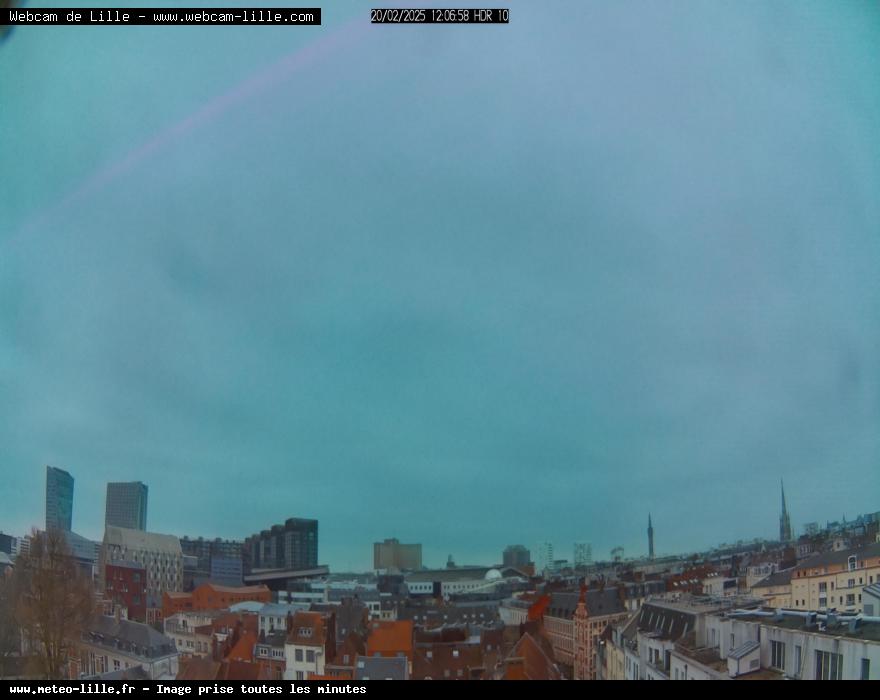 Webcam de Lille - www.webcam-lille.com
20/02/2025 12:06:58 HDR 10
www.meteo-lille.fr - Image prise toutes les minutes